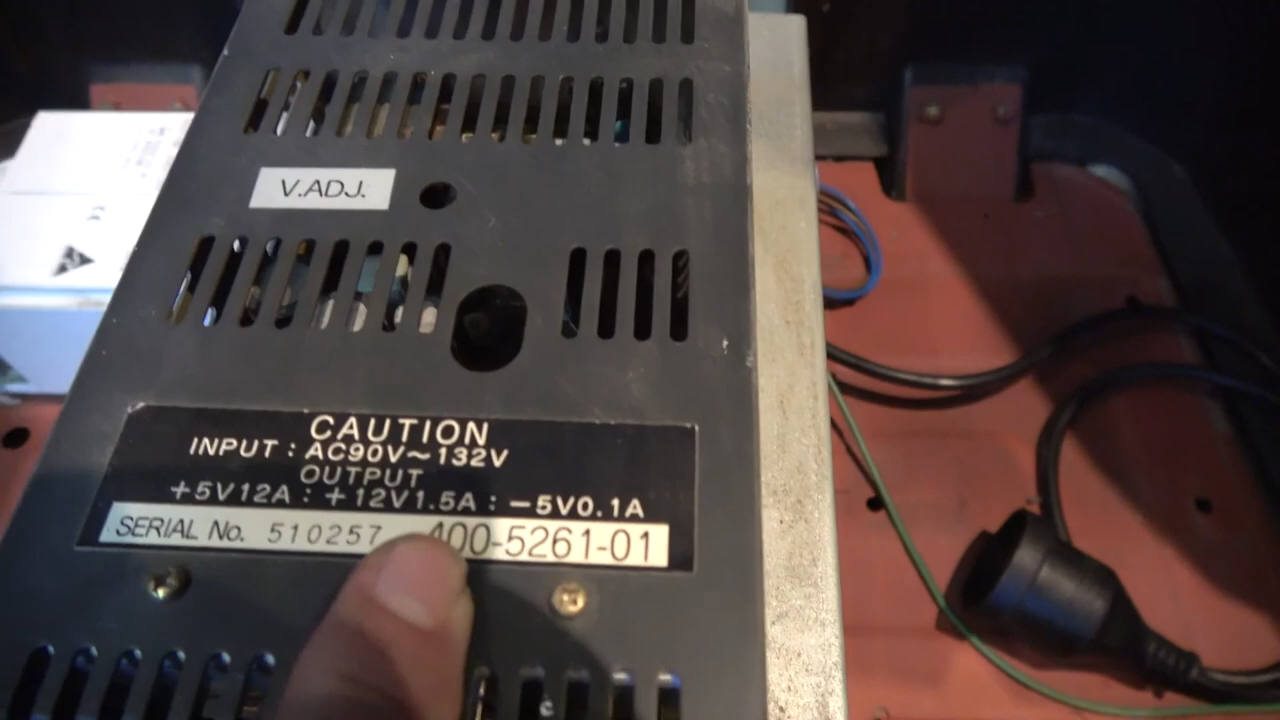 V.ADJ.
CAUTION
INPUT : AC90V～132V
OUTPUT
+5V12A : +12V1.5A : −5V0.1A
SERIAL No. 510257 400-5261-01